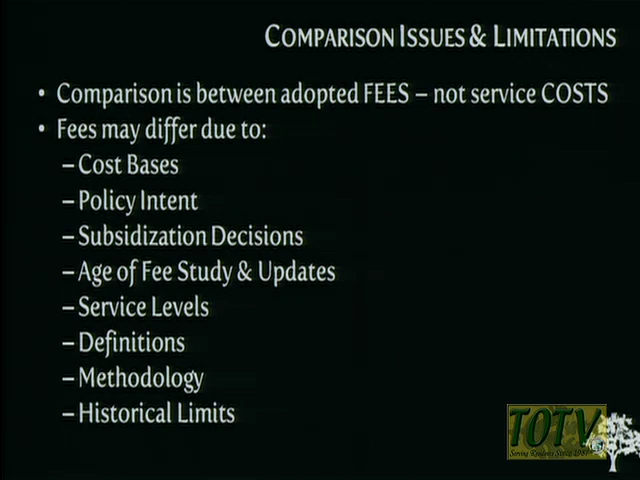 COMPARISON ISSUES & LIMITATIONS
• Comparison is between adopted FEES – not service COSTS
• Fees may differ due to:
– Cost Bases
– Policy Intent
– Subsidization Decisions
– Age of Fee Study & Updates
– Service Levels
– Definitions
– Methodology
– Historical Limits
TOTV
Serving Residents Since 1987